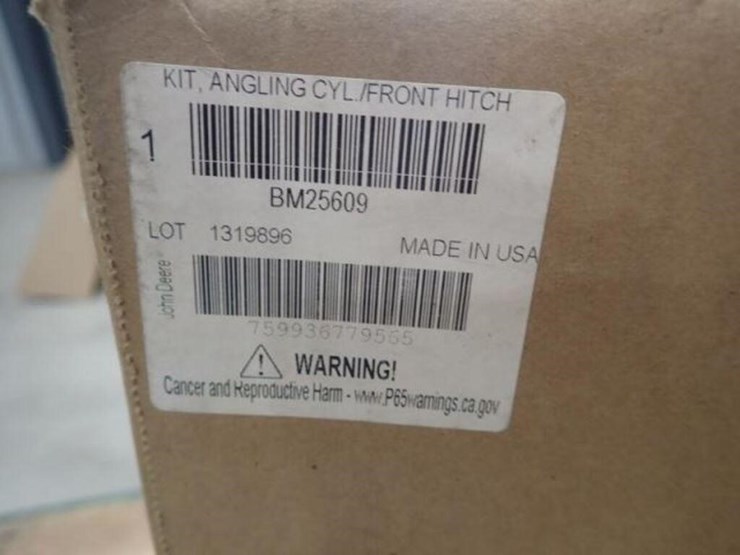 KIT, ANGLING CYL./FRONT HITCH
1
BM25609
LOT 1319896
MADE IN USA
John Deere
759936779565
WARNING!
Cancer and Reproductive Harm - www.P65warnings.ca.gov